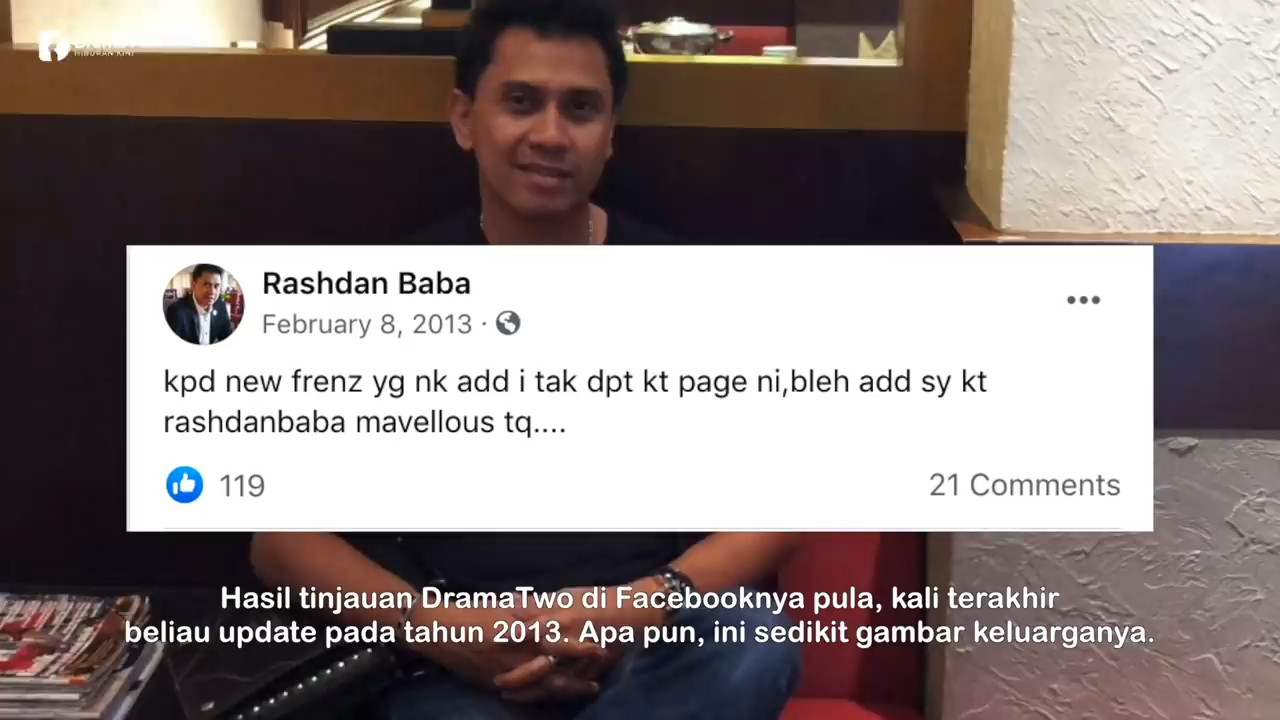 HIBURAN KINI
Rashdan Baba
February 8, 2013 ·
kpd new frenz yg nk add i tak dpt kt page ni,bleh add sy kt
rashdanbaba mavellous tq....
119
21 Comments
Hasil tinjauan DramaTwo di Facebooknya pula, kali terakhir
beliau update pada tahun 2013. Apa pun, ini sedikit gambar keluarganya.